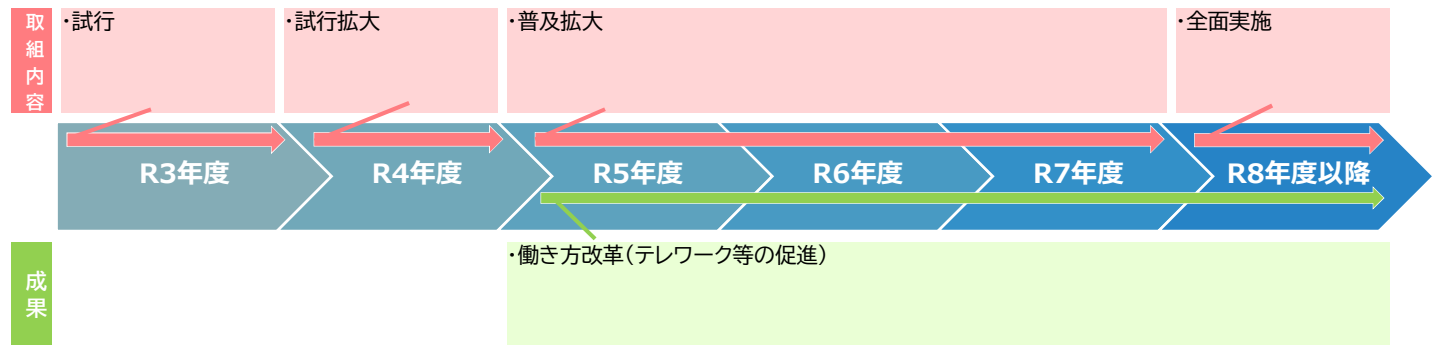 取組内容
・試行
・試行拡大
・普及拡大
・全面実施
R3年度
R4年度
R5年度
R6年度
R7年度
R8年度以降
成果
・働き方改革（テレワーク等の促進）